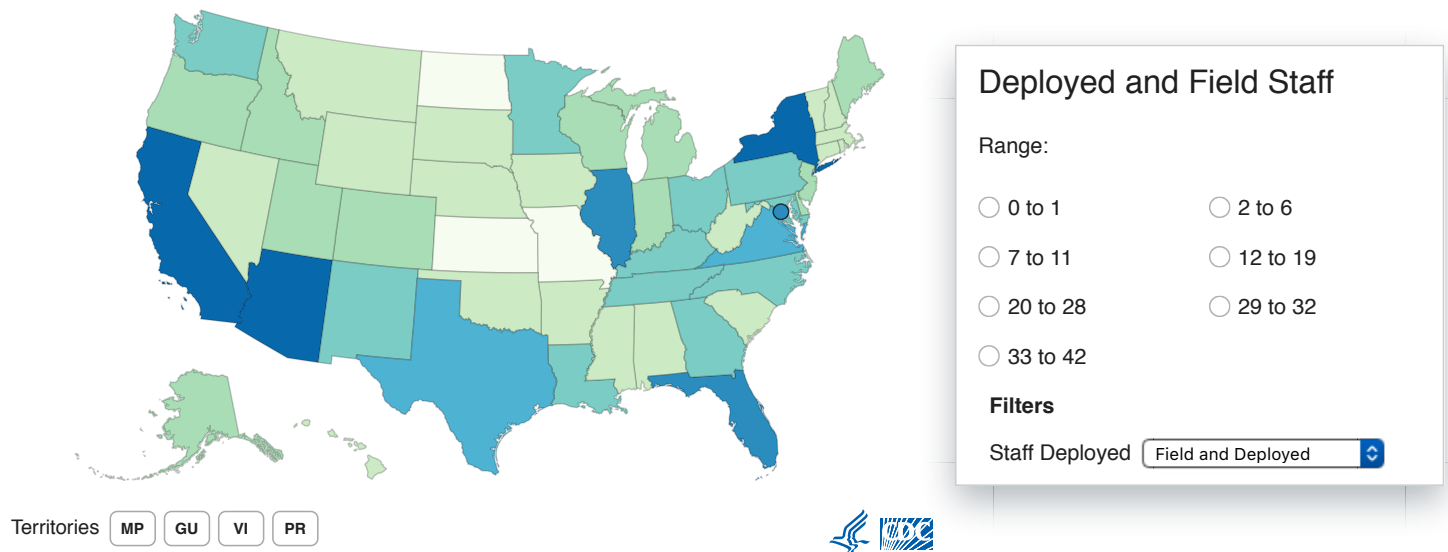 Deployed and Field Staff
Range:
0 to 1
2 to 6
7 to 11
12 to 19
20 to 28
29 to 32
33 to 42
Filters
Staff Deployed Field and Deployed
Territories MP GU VI PR
CDC